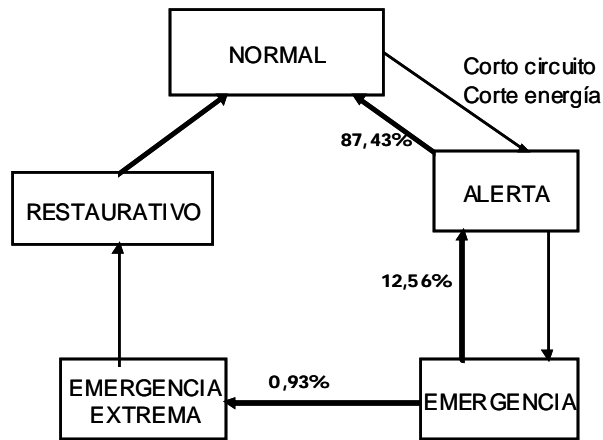 NORMAL
Corto circuito
Corte energía
87,43%
ALERTA
RESTAURATIVO
12,56%
0,93%
EMERGENCIA
EXTREMA
EMERGENCIA